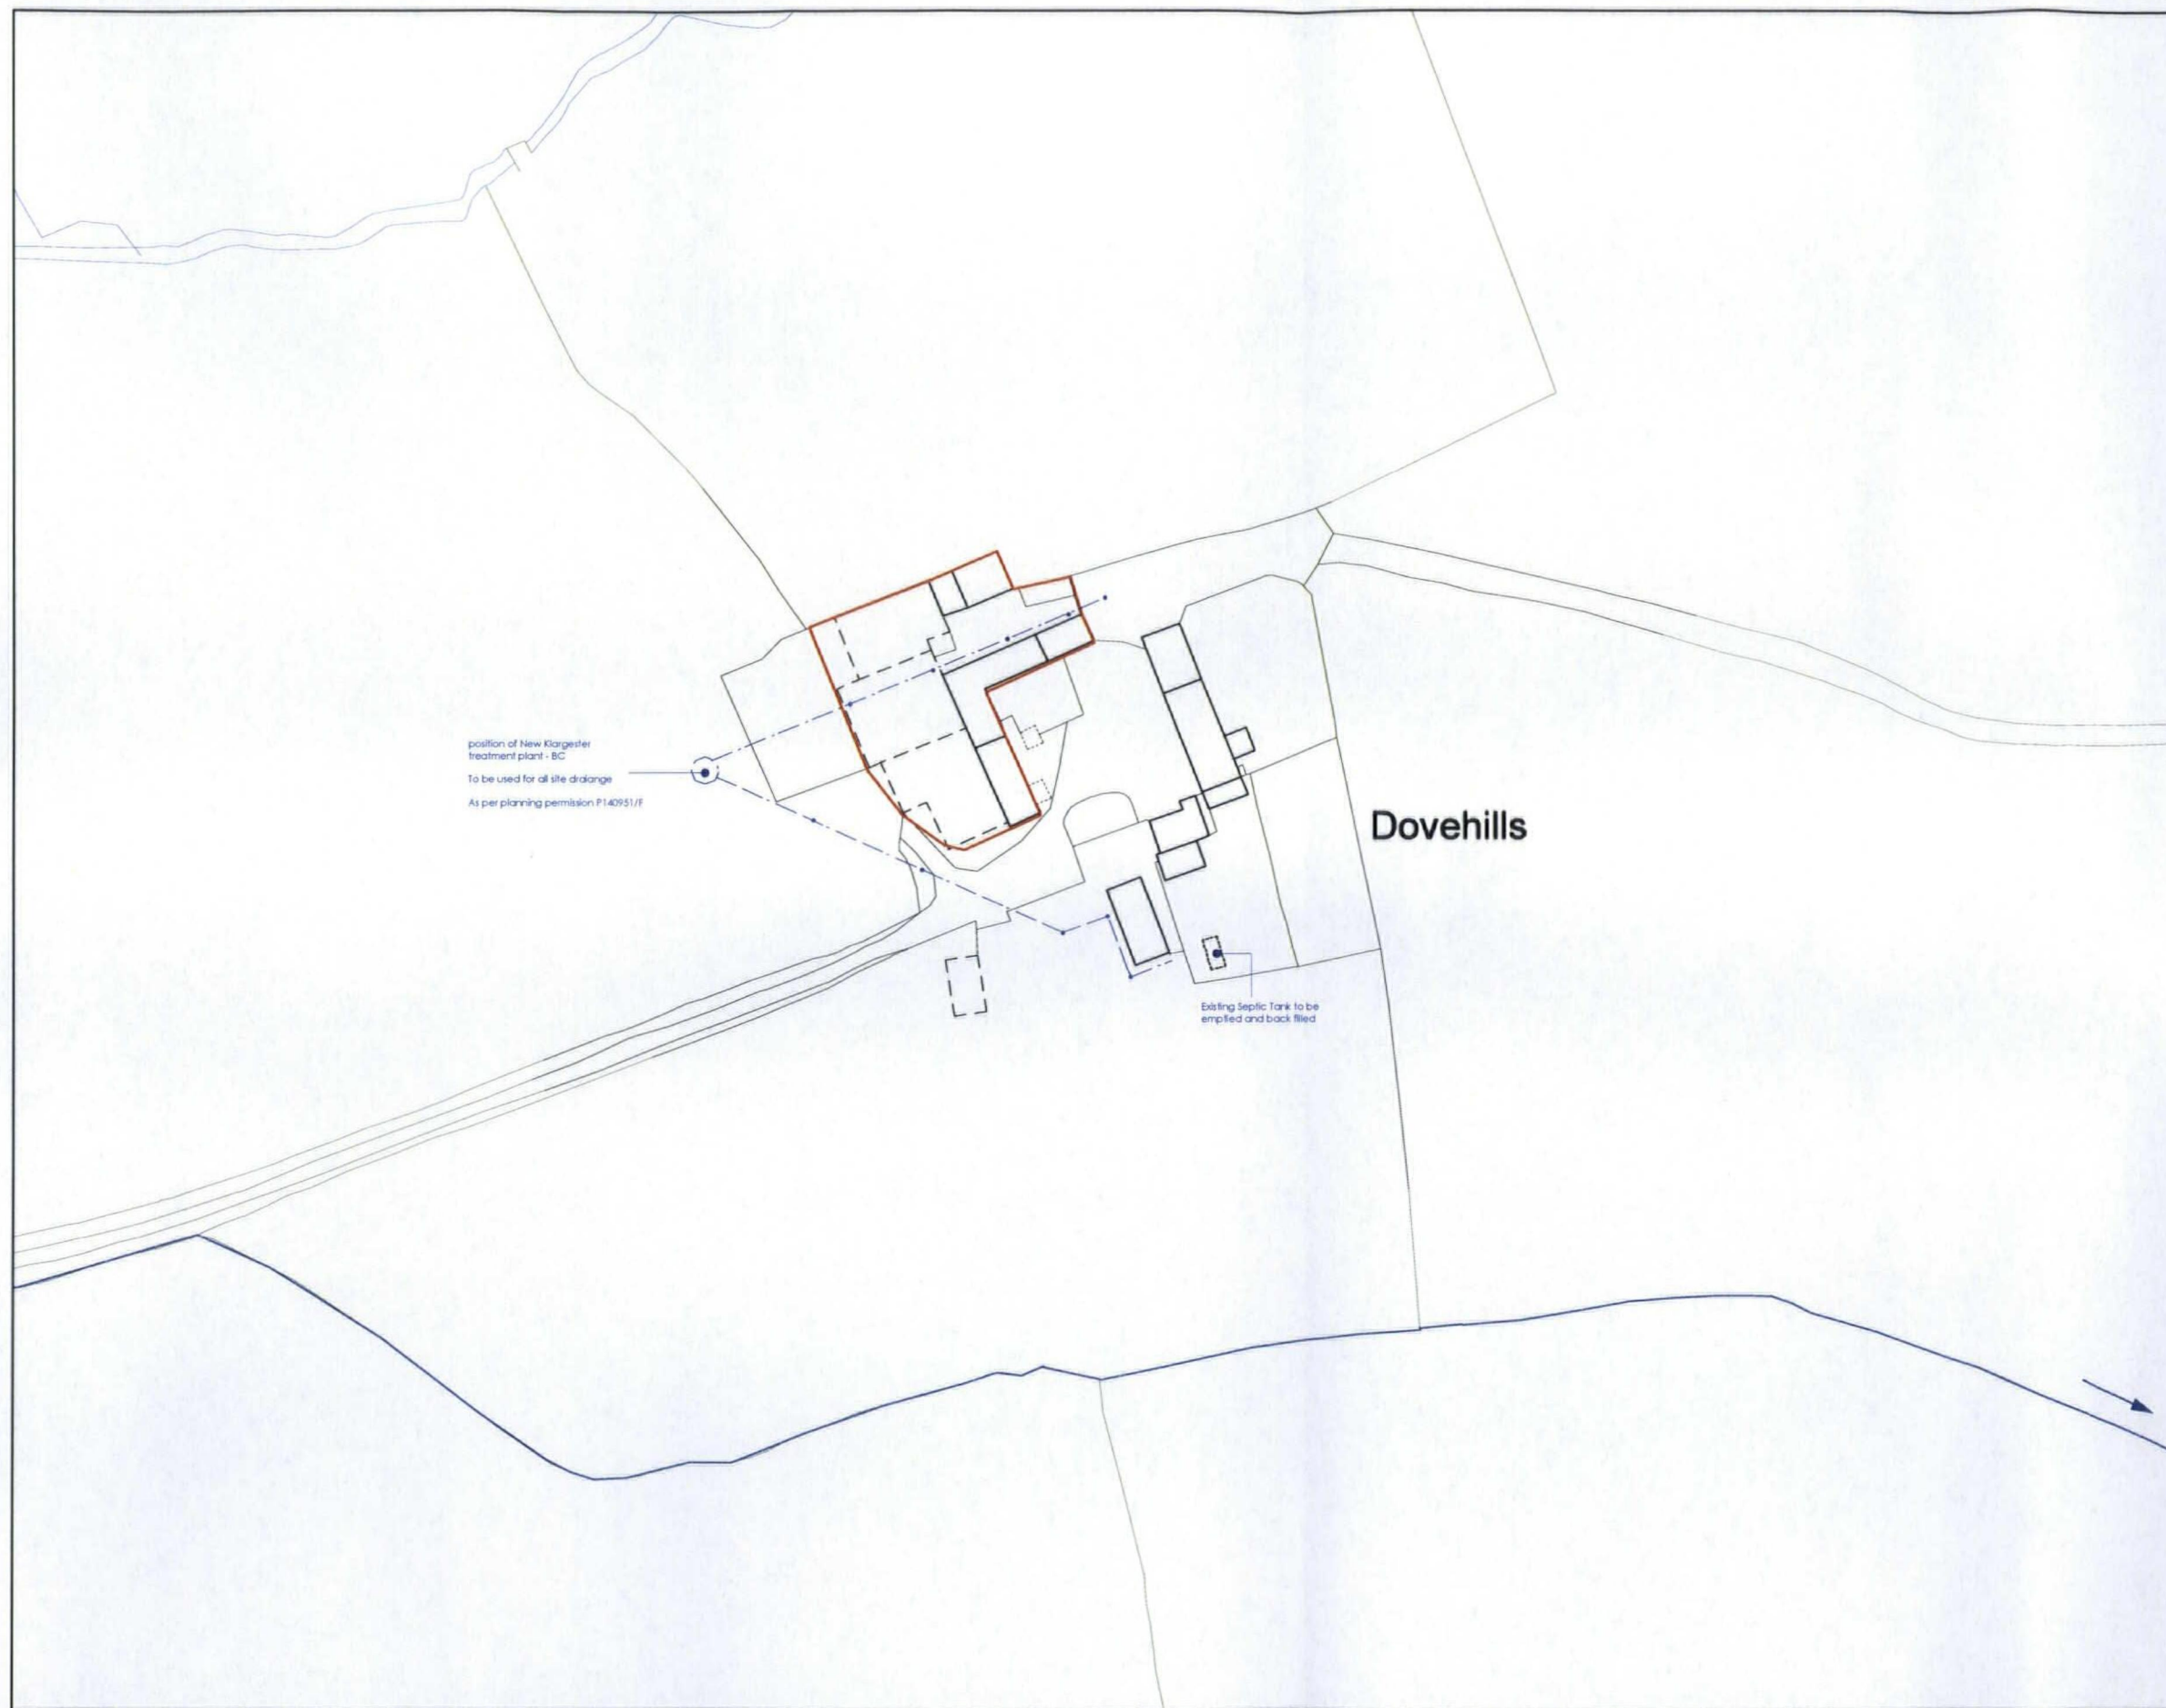 position of New Klargester
treatment plant - BC
To be used for all site draiange
As per planning permission P140951/F
Dovehills
Existing Septic Tank to be
emptied and back filled